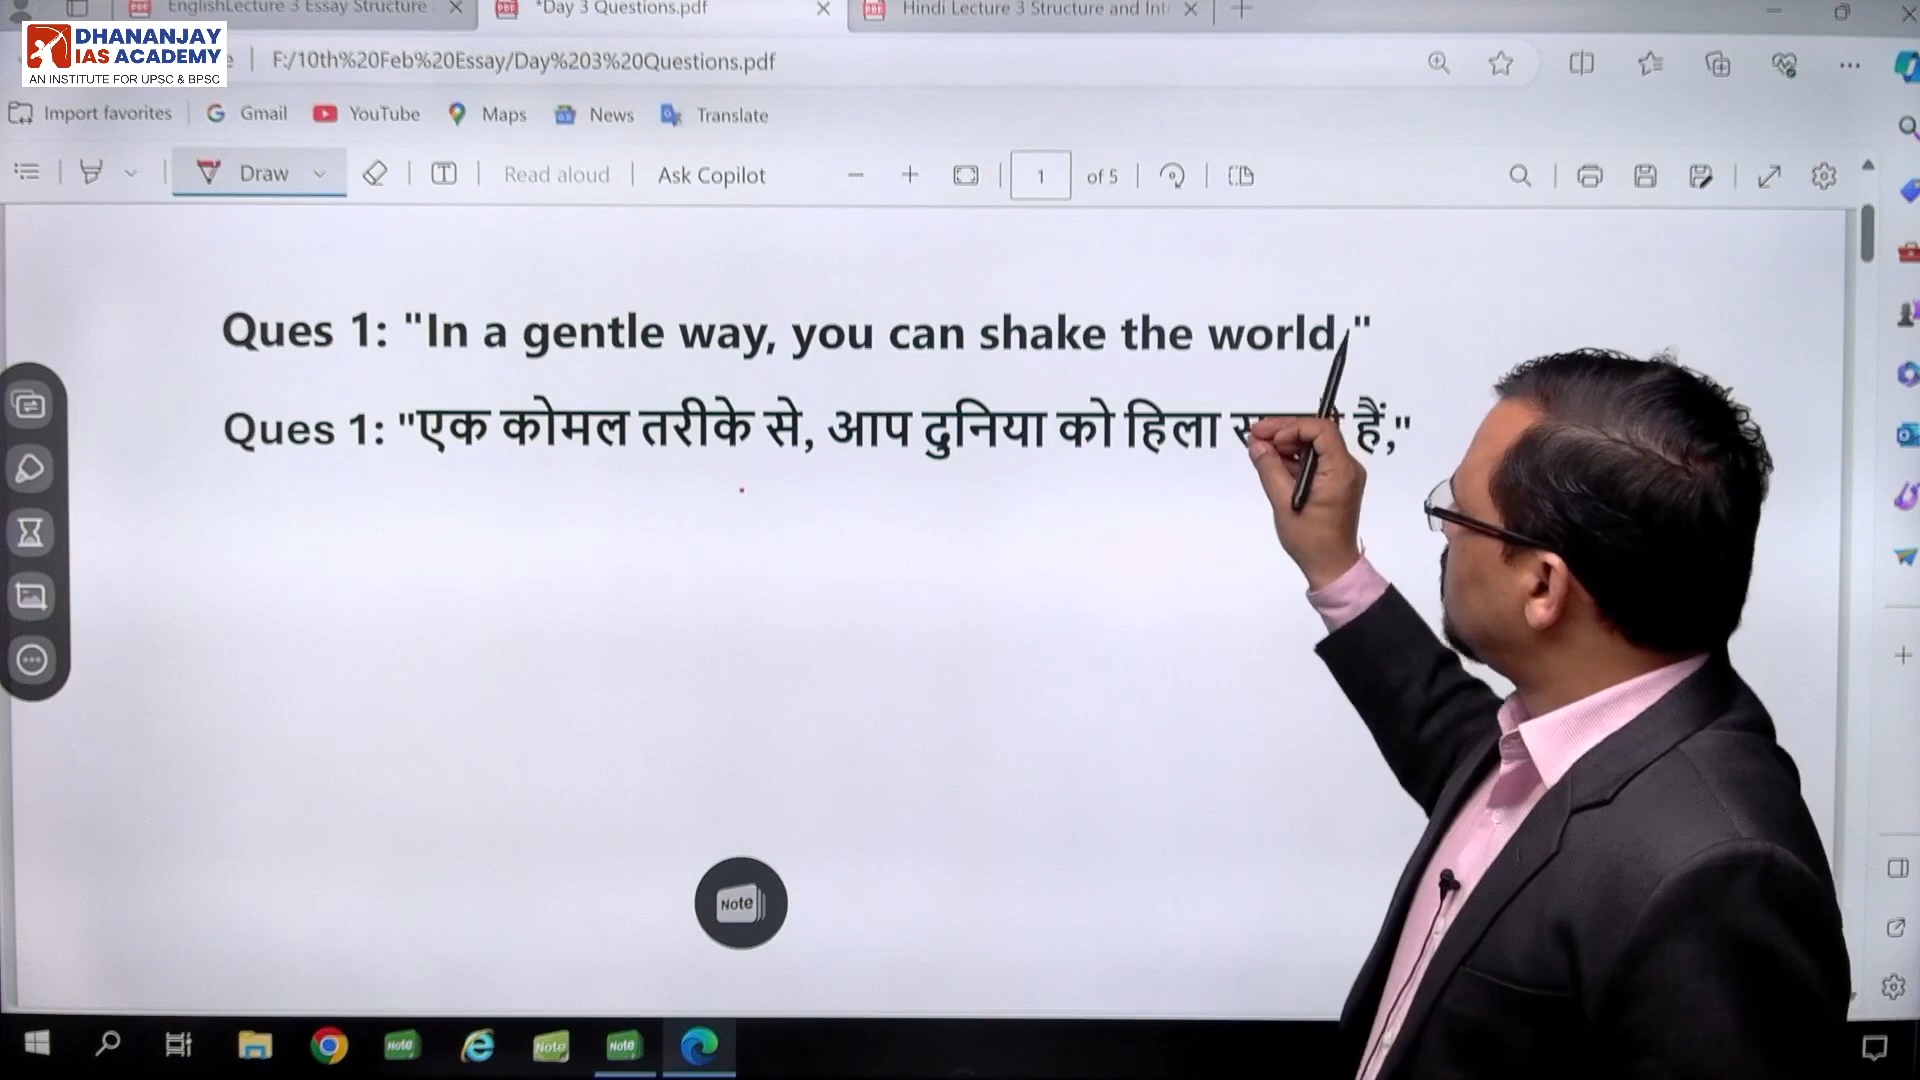 EnglishLecture 3 Essay Structure
*Day 3 Questions.pdf
Hindi Lecture 3 Structure and Int
DHANANJAY
IAS ACADEMY
AN INSTITUTE FOR UPSC & BPSC
F:/10th%20Feb%20Essay/Day%203%20Questions.pdf
Import favorites
Gmail
YouTube
Maps
News
Translate
Draw
Read aloud
Ask Copilot
1 of 5
Ques 1: "In a gentle way, you can shake the world,"
Ques 1: "एक कोमल तरीके से, आप दुनिया को हिला हैं,"
Note
Note
Note
Note